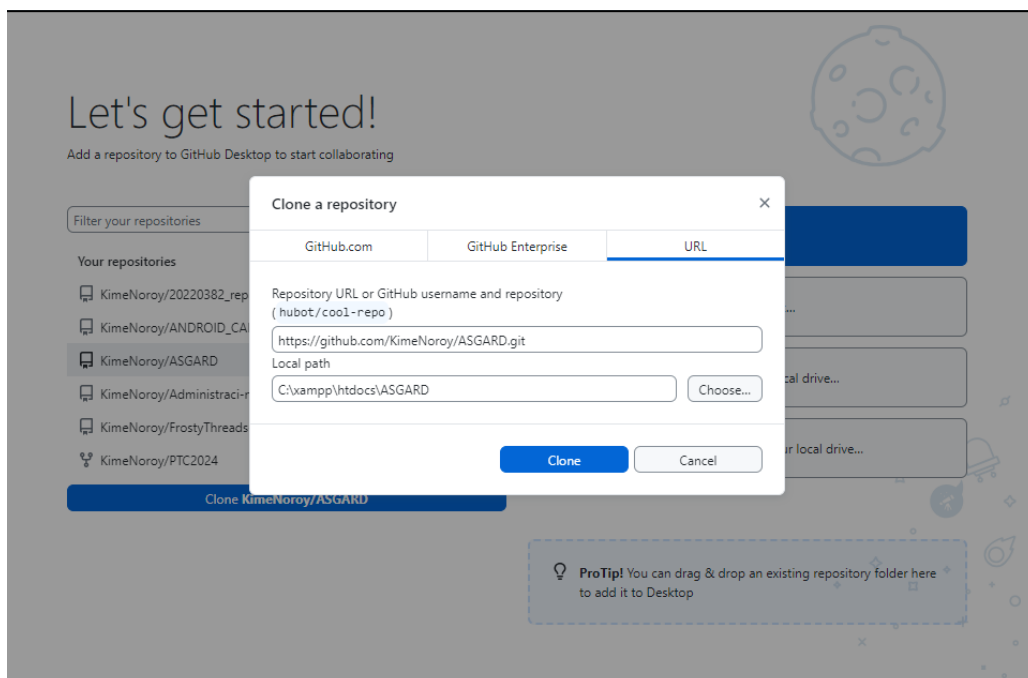 Let's get started!
Add a repository to GitHub Desktop to start collaborating
Filter your repositories
Your repositories
KimeNoroy/20220382_rep
KimeNoroy/ANDROID_CA
KimeNoroy/ASGARD
KimeNoroy/Administraci-r
KimeNoroy/FrostyThreads
KimeNoroy/PTC2024
Clone KimeNoroy/ASGARD
Clone a repository
GitHub.com
GitHub Enterprise
URL
Repository URL or GitHub username and repository
(hubot/cool-repo)
https://github.com/KimeNoroy/ASGARD.git
Local path
C:\xampp\htdocs\ASGARD
Choose...
Clone
Cancel
...
cal drive...
ur local drive...
ProTip! You can drag & drop an existing repository folder here
to add it to Desktop